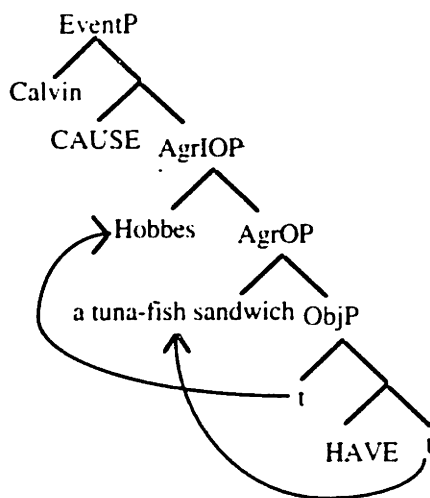 EventP
Calvin
CAUSE AgrIOP
Hobbes AgrOP
a tuna-fish sandwich ObjP
t
HAVE t